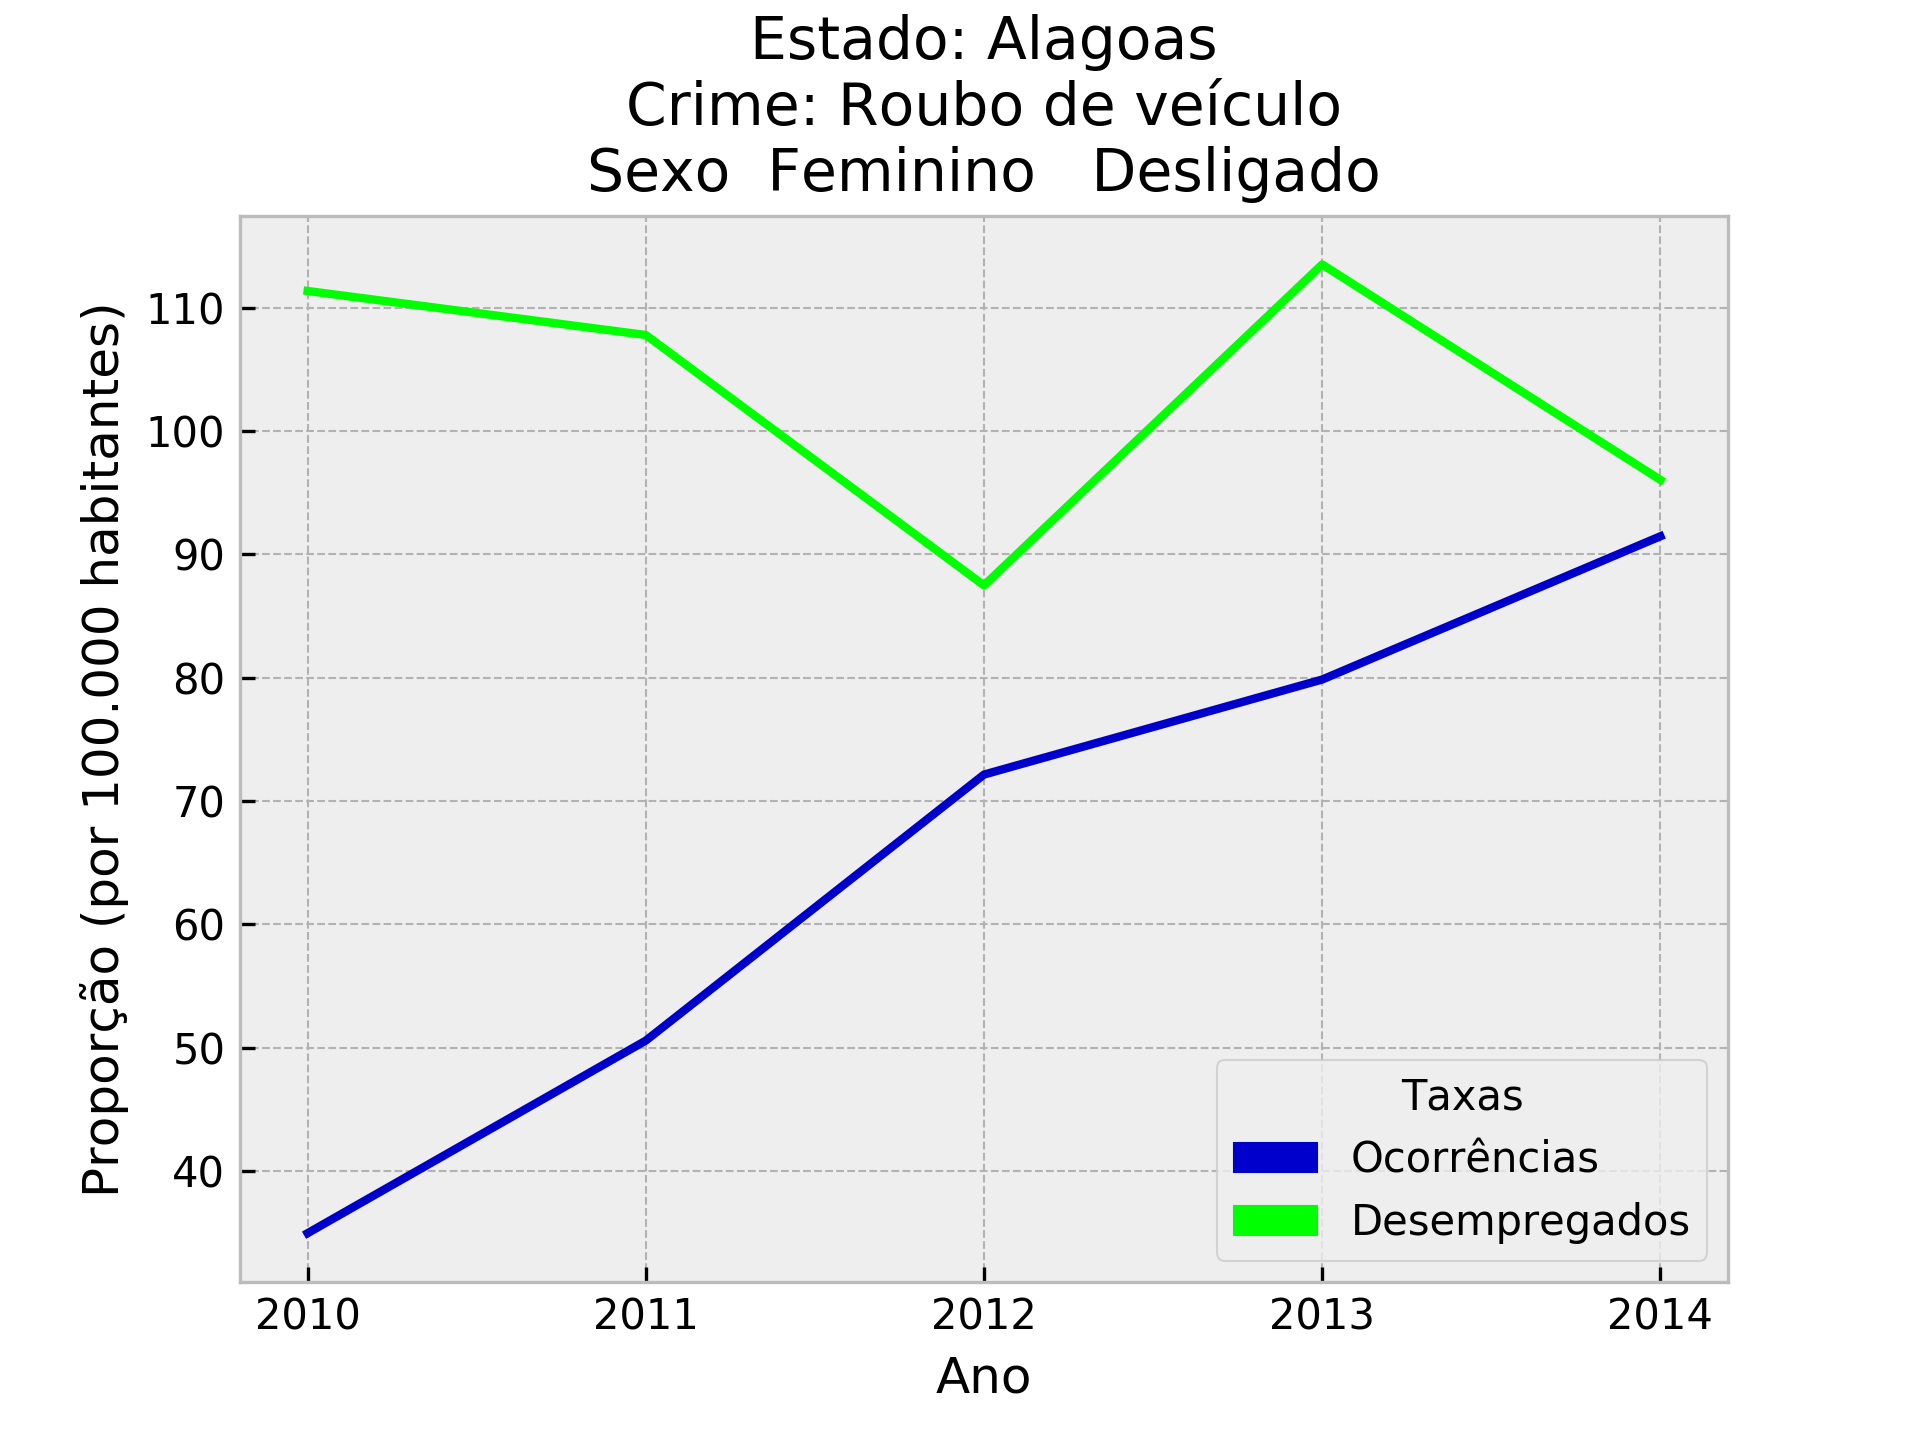 Estado: Alagoas
Crime: Roubo de veículo
Sexo  Feminino   Desligado
Proporção (por 100.000 habitantes)
110
100
90
80
70
60
50
40
Taxas
Ocorrências
Desempregados
2010 2011 2012 2013 2014
Ano